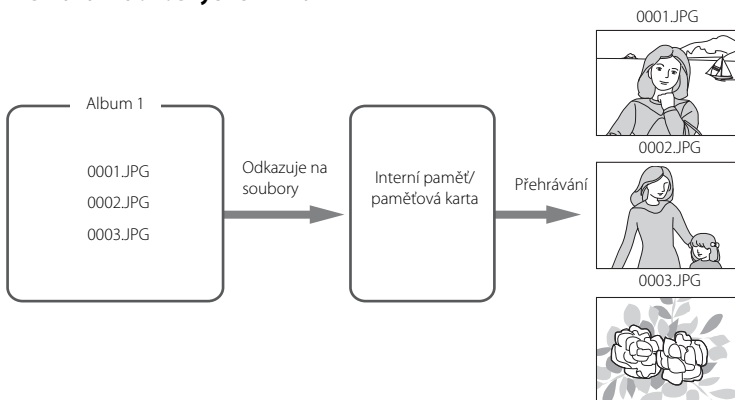 Album 1
0001.JPG
0002.JPG
0003.JPG
Odkazuje na
soubory
Interní paměť/
paměťová karta
Přehrávání
0001.JPG
0002.JPG
0003.JPG